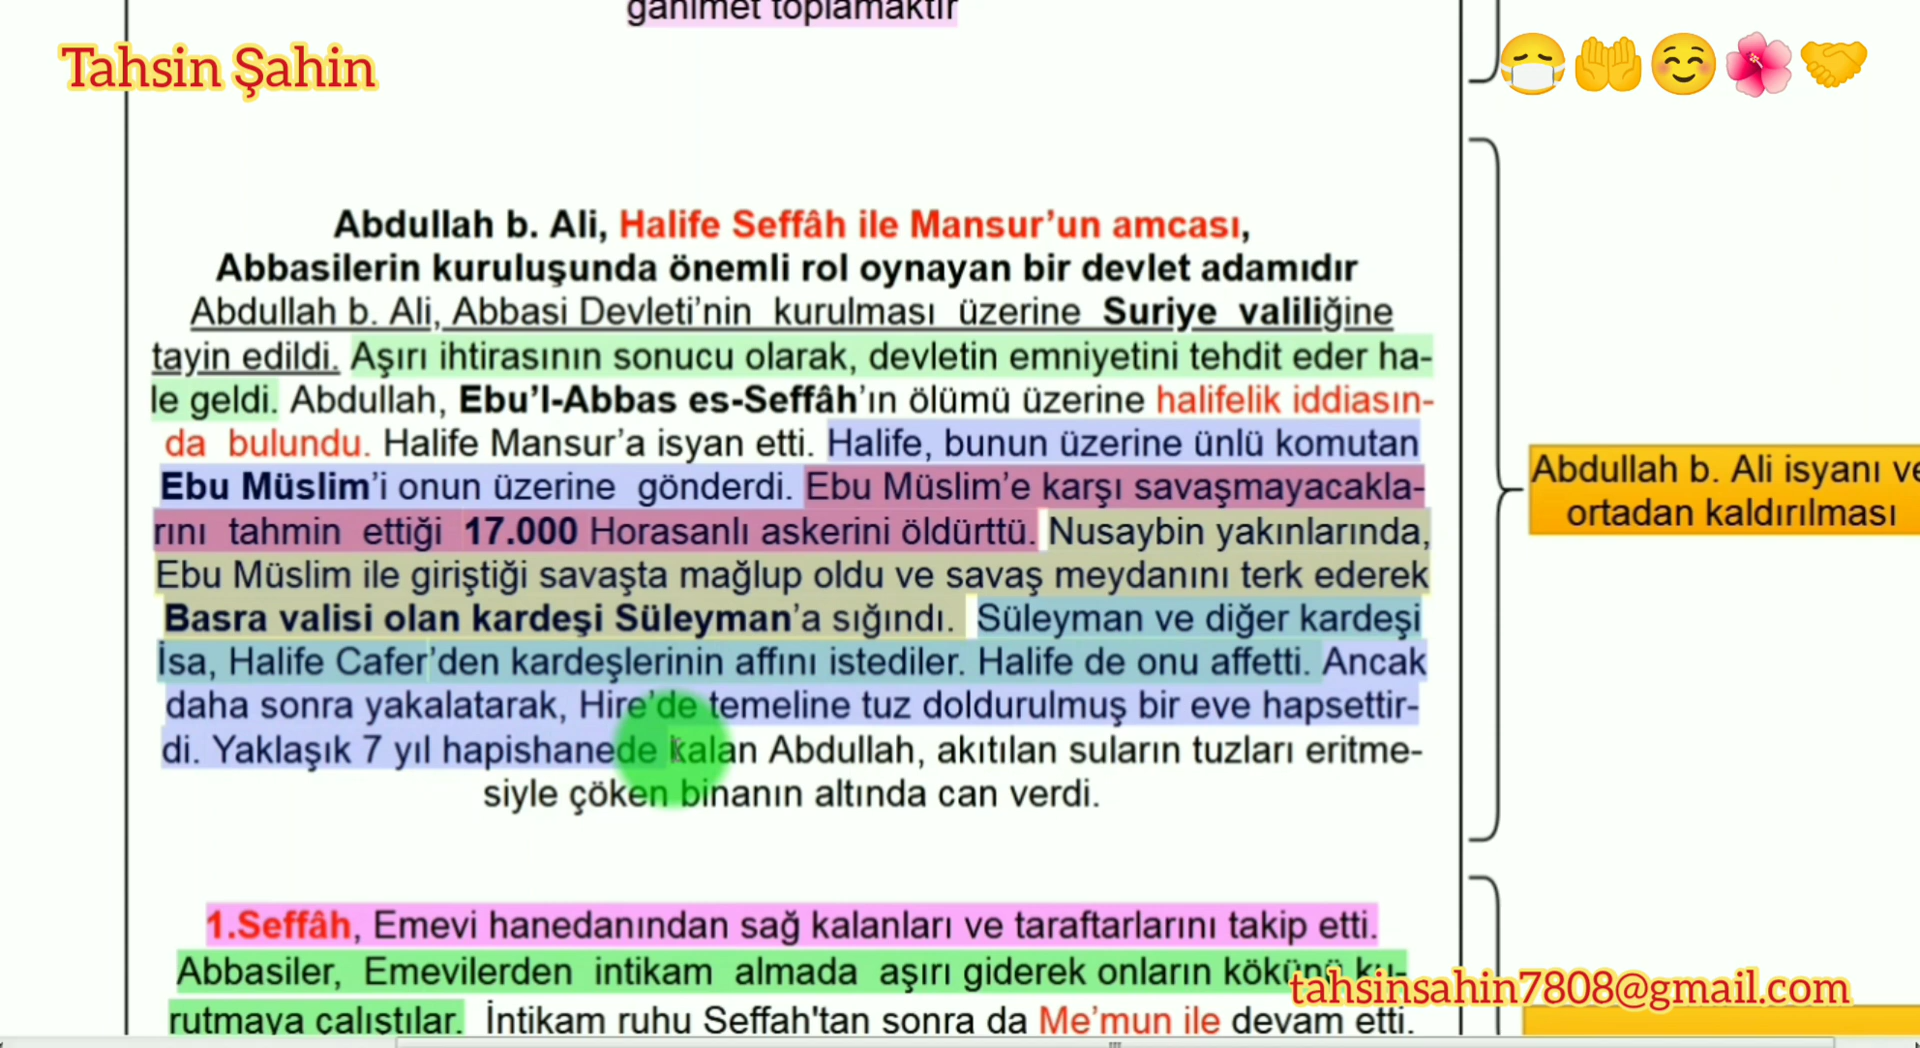 ganimet toplamaktır
Tahsin Şahin
Abdullah b. Ali, Halife Seffâh ile Mansur’un amcası,
Abbasilerin kuruluşunda önemli rol oynayan bir devlet adamıdır
Abdullah b. Ali, Abbasi Devleti’nin kurulması üzerine Suriye valiliğine
tayin edildi. Aşırı ihtirasının sonucu olarak, devletin emniyetini tehdit eder ha-
le geldi. Abdullah, Ebu’l-Abbas es-Seffâh’ın ölümü üzerine halifelik iddiasın-
da bulundu. Halife Mansur’a isyan etti. Halife, bunun üzerine ünlü komutan
Ebu Müslim’i onun üzerine gönderdi. Ebu Müslim’e karşı savaşmayacakla-
rını tahmin ettiği 17.000 Horasanlı askerini öldürttü. Nusaybin yakınlarında,
Ebu Müslim ile giriştiği savaşta mağlup oldu ve savaş meydanını terk ederek
Basra valisi olan kardeşi Süleyman’a sığındı. Süleyman ve diğer kardeşi
İsa, Halife Cafer’den kardeşlerinin affını istediler. Halife de onu affetti. Ancak
daha sonra yakalatarak, Hire’de temeline tuz doldurulmuş bir eve hapsettir-
di. Yaklaşık 7 yıl hapishanede kalan Abdullah, akıtılan suların tuzları eritme-
siyle çöken binanın altında can verdi.
Abdullah b. Ali isyanı ve
ortadan kaldırılması
1.Seffâh, Emevi hanedanından sağ kalanları ve taraftarlarını takip etti.
Abbasiler, Emevilerden intikam almada aşırı giderek onların kökünü ku-
rutmaya çalıştılar. İntikam ruhu Seffah'tan sonra da Me’mun ile devam etti.
tahsinsahin7808@gmail.com